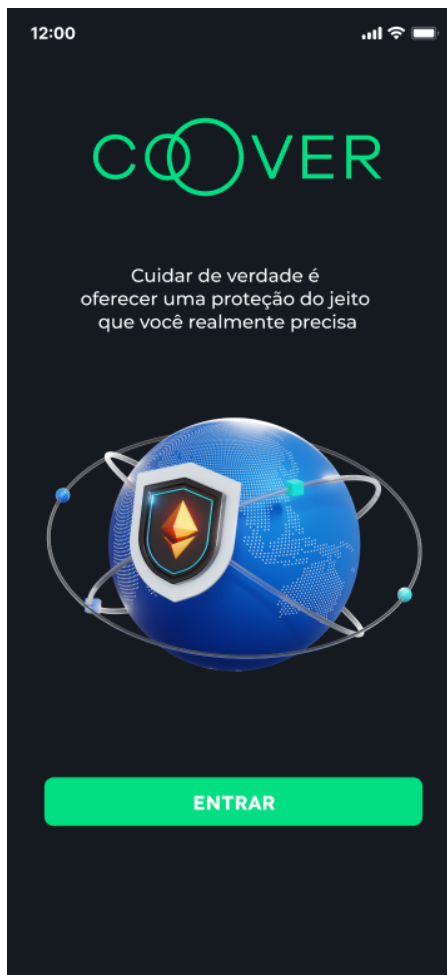 12:00
COOVER
Cuidar de verdade é
oferecer uma proteção do jeito
que você realmente precisa
ENTRAR